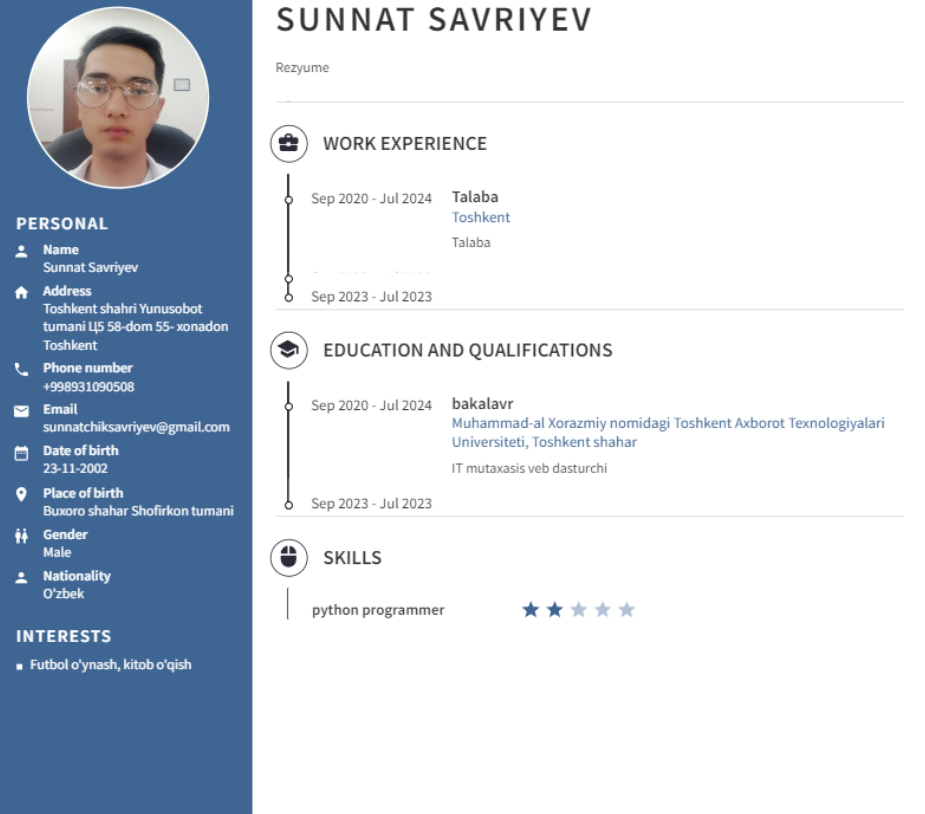 SUNNAT SAVRIYEV
Rezyume
PERSONAL
Name
Sunnat Savriyev
Address
Toshkent shahri Yunusobot
tumani Ц5 58-dom 55- xonadon
Toshkent
Phone number
+998931090508
Email
sunnatchiksavriyev@gmail.com
Date of birth
23-11-2002
Place of birth
Buxoro shahar Shofirkon tumani
Gender
Male
Nationality
O'zbek
INTERESTS
Futbol o'ynash, kitob o'qish
WORK EXPERIENCE
Sep 2020 - Jul 2024 Talaba
Toshkent
Talaba
Sep 2023 - Jul 2023
EDUCATION AND QUALIFICATIONS
Sep 2020 - Jul 2024 bakalavr
Muhammad-al Xorazmiy nomidagi Toshkent Axborot Texnologiyalari
Universiteti, Toshkent shahar
IT mutaxasis veb dasturchi
Sep 2023 - Jul 2023
SKILLS
python programmer